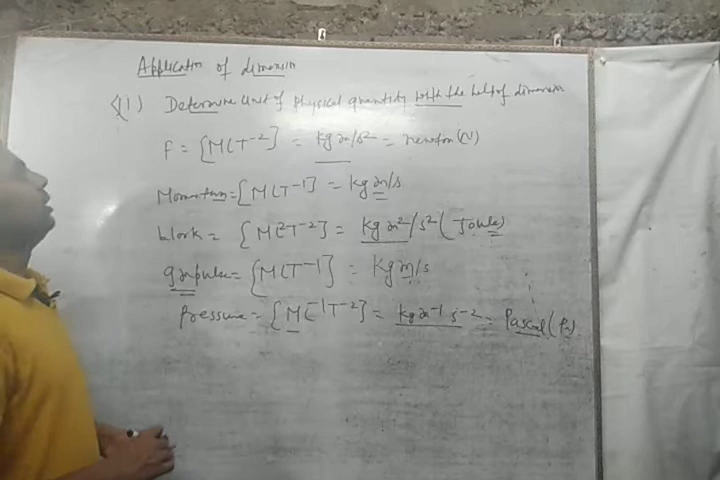 Application of dimension
Q1) Determine unit of physical quantity with the help of dimension
F = [MLT⁻²] = kg m/s² = newton (N)
Momentum = [MLT⁻¹] = kg m/s
Work = [ML²T⁻²] = kg m²/s² (Joule)
Impulse = [MLT⁻¹] = kg m/s
Pressure = [ML⁻¹T⁻²] = kg m⁻¹ s⁻² = Pascal (Pa)